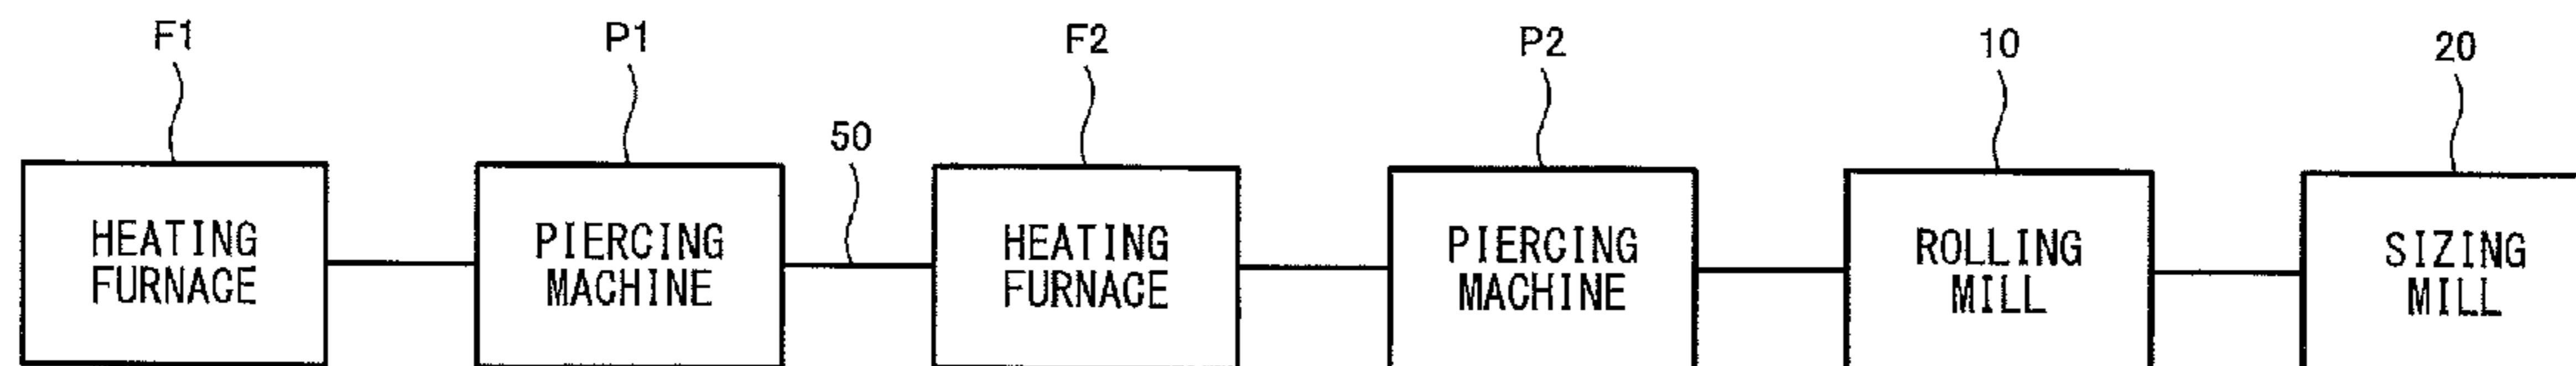 F1
P1
F2
P2
10
20
50
HEATING
FURNACE
PIERCING
MACHINE
HEATING
FURNACE
PIERCING
MACHINE
ROLLING
MILL
SIZING
MILL